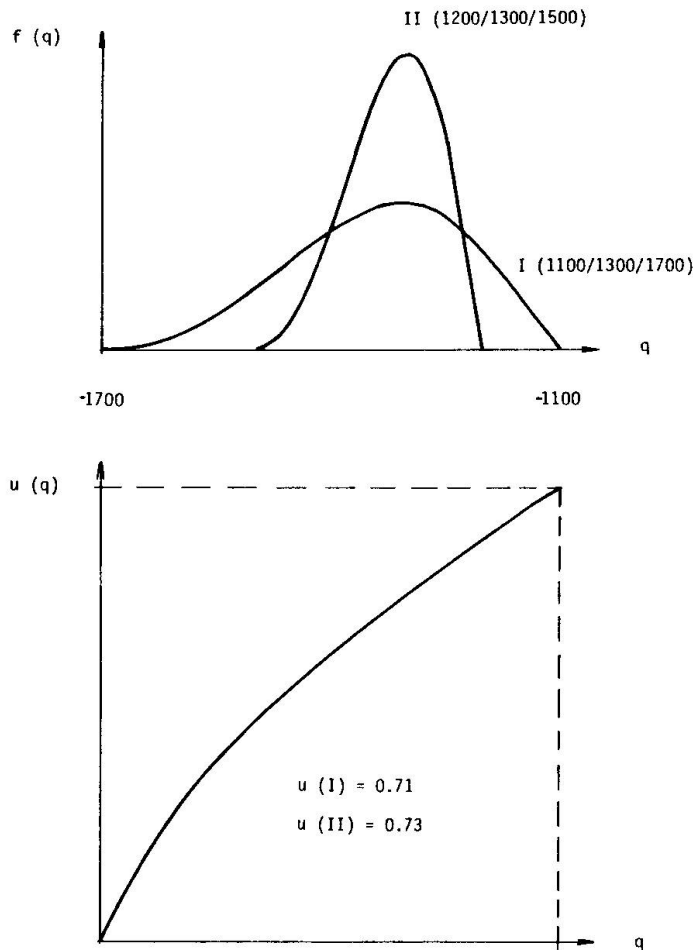 II (1200/1300/1500)
f (q)
I (1100/1300/1700)
q
-1700
-1100
u (q)
u (I) = 0.71
u (II) = 0.73
q